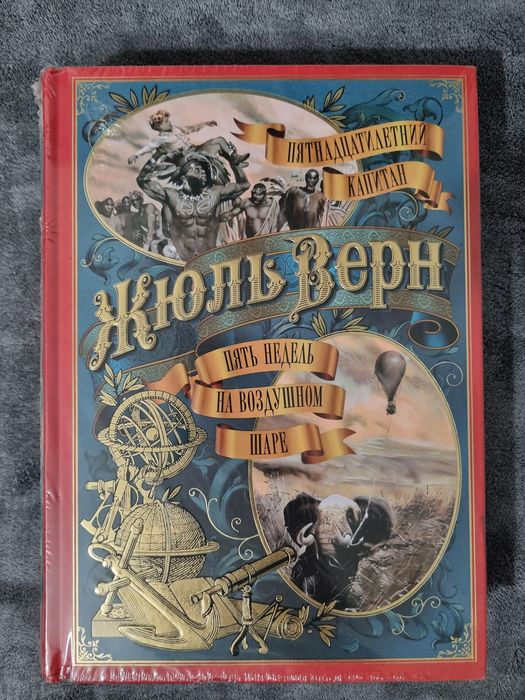 ПЯТНАДЦАТИЛЕТНИЙ
КАПИТАН
ЖЮЛЬ ВЕРН
ПЯТЬ НЕДЕЛЬ
НА ВОЗДУШНОМ
ШАРЕ